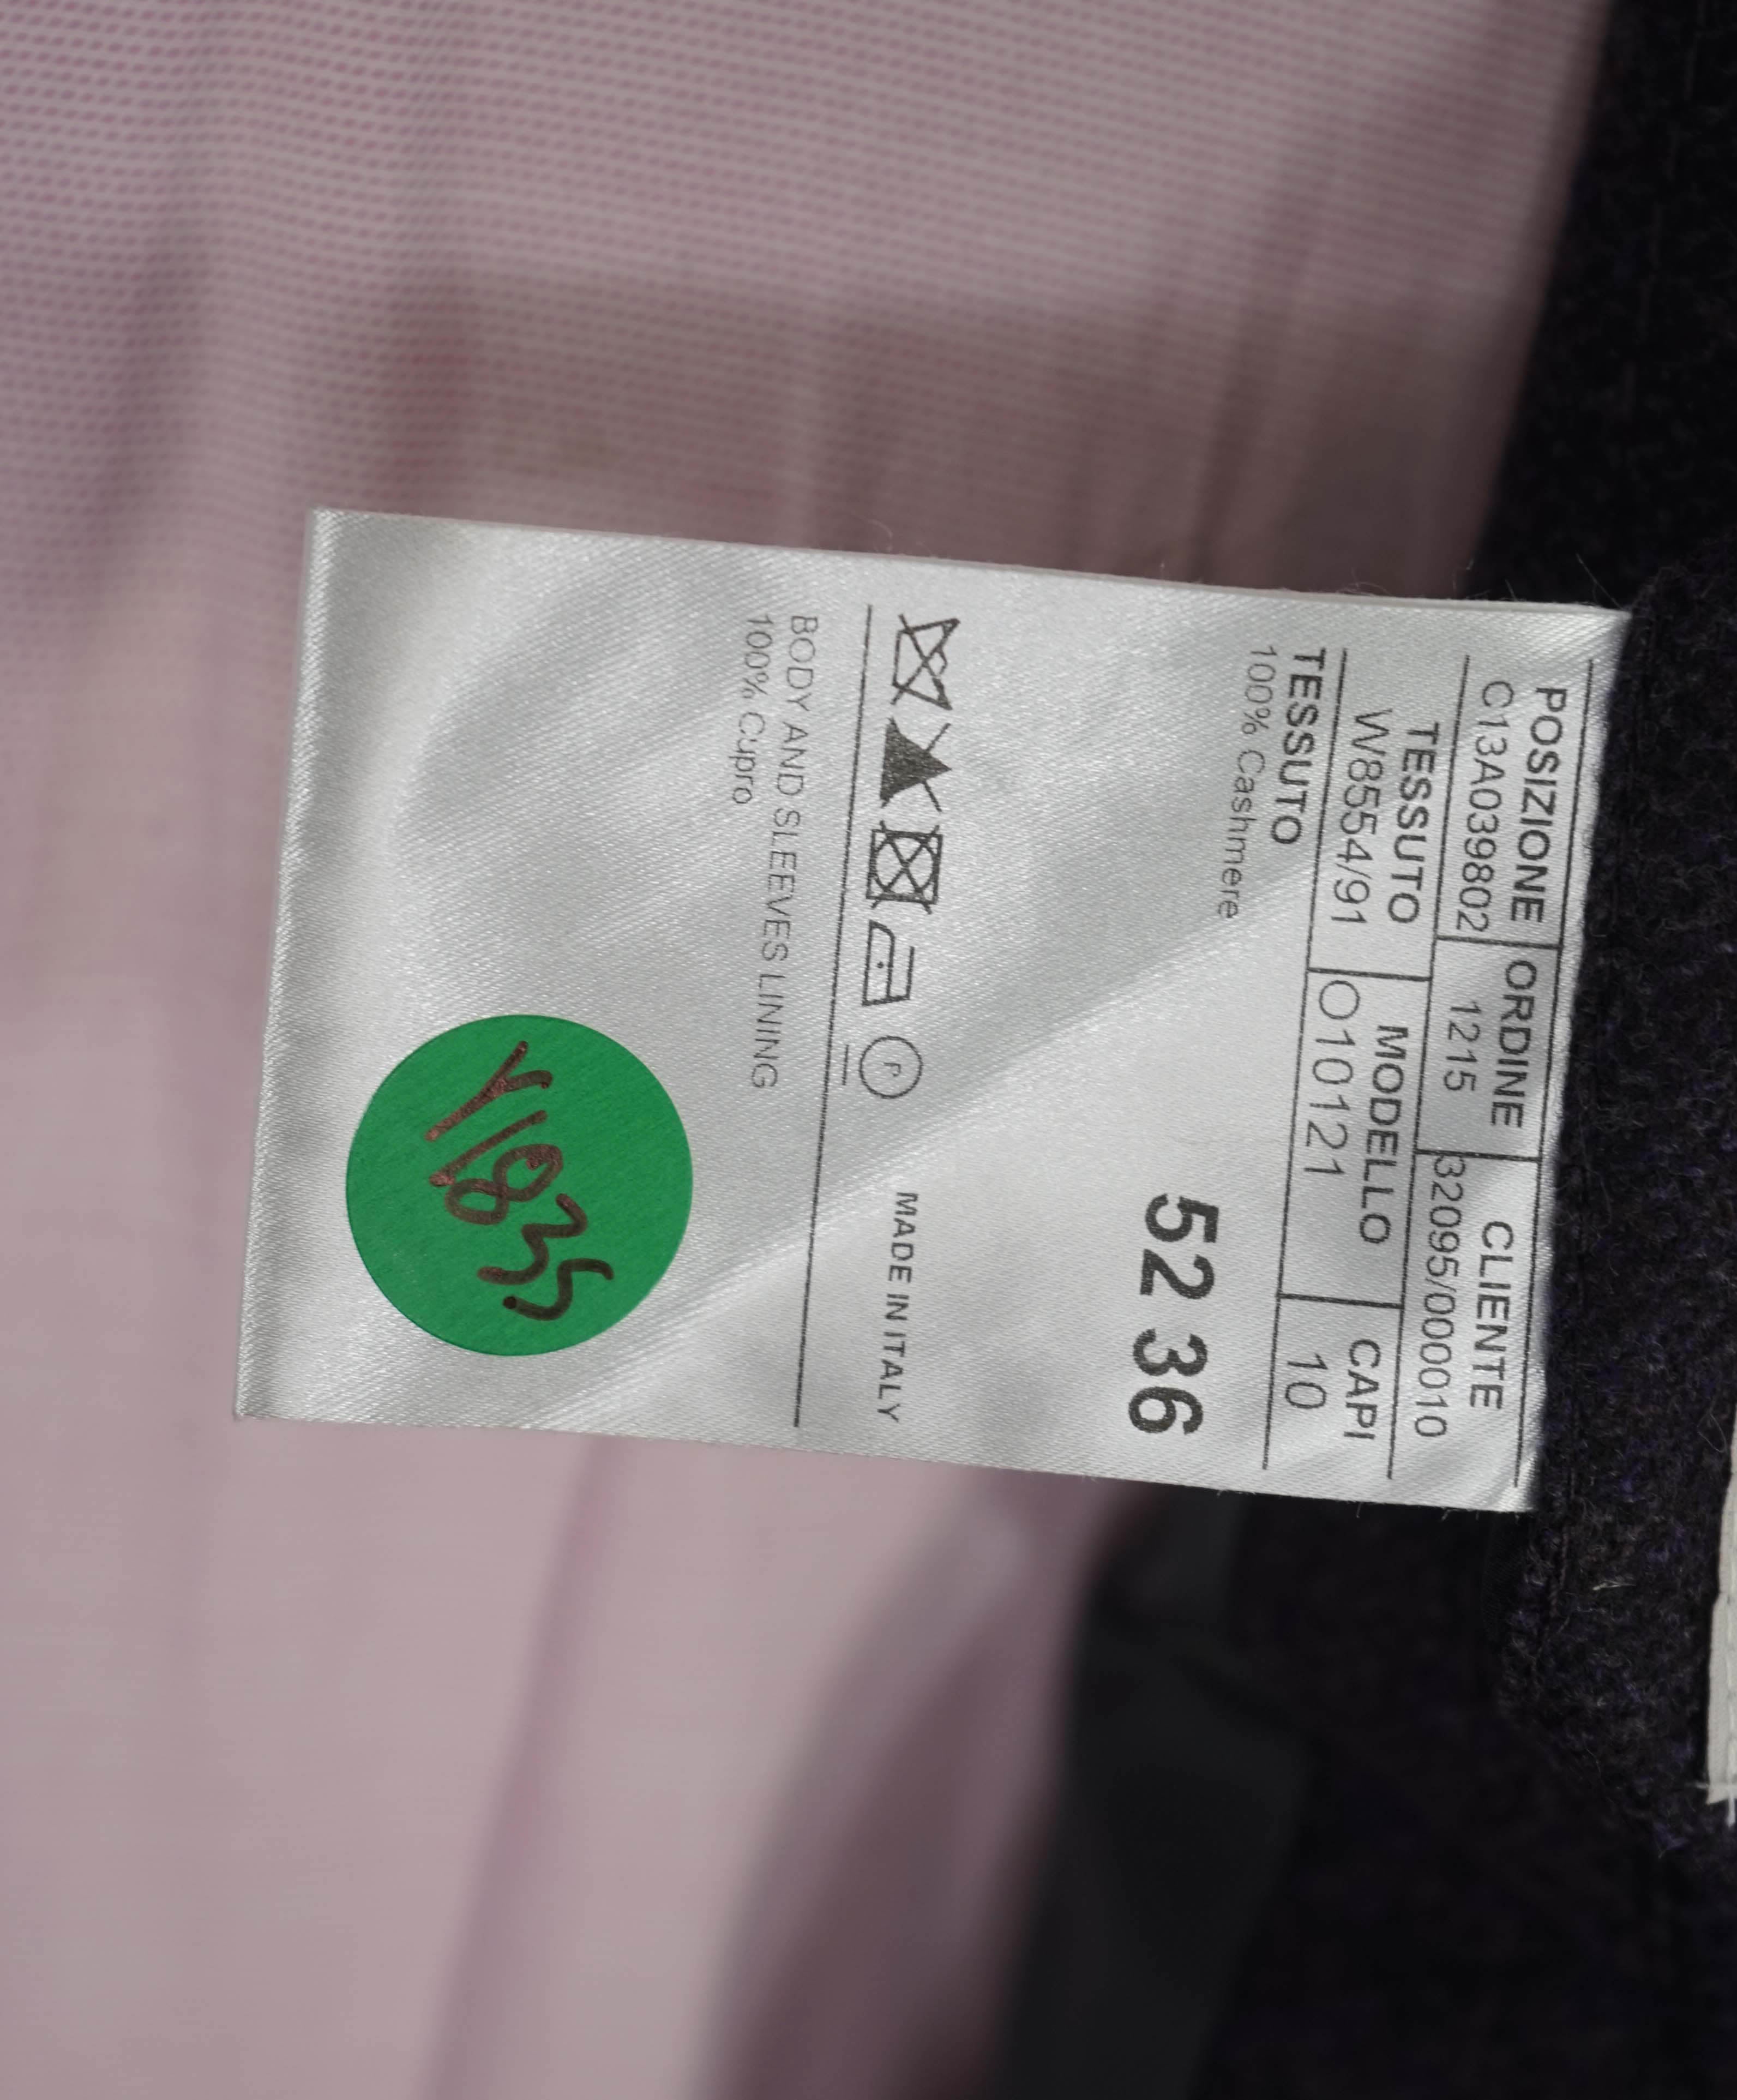 POSIZIONE ORDINE CLIENTE
C13A039802 1215 32095/00010
TESSUTO MODELLO CAPI
W8554/91 O10121 10
TESSUTO
100% Cashmere
52 36
P MADE IN ITALY
BODY AND SLEEVES LINING
100% Cupro
Y1835